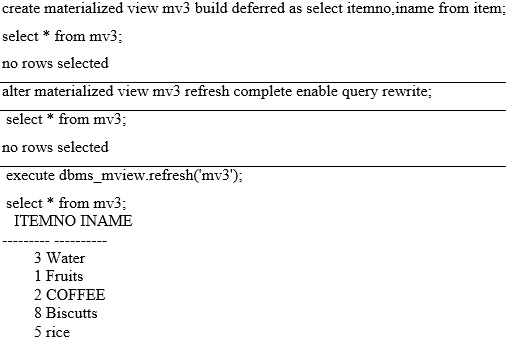 create materialized view mv3 build deferred as select itemno,iname from item;
select * from mv3;
no rows selected
alter materialized view mv3 refresh complete enable query rewrite;
select * from mv3;
no rows selected
execute dbms_mview.refresh('mv3');
select * from mv3;
ITEMNO INAME
--------- ----------
3 Water
1 Fruits
2 COFFEE
8 Biscutts
5 rice